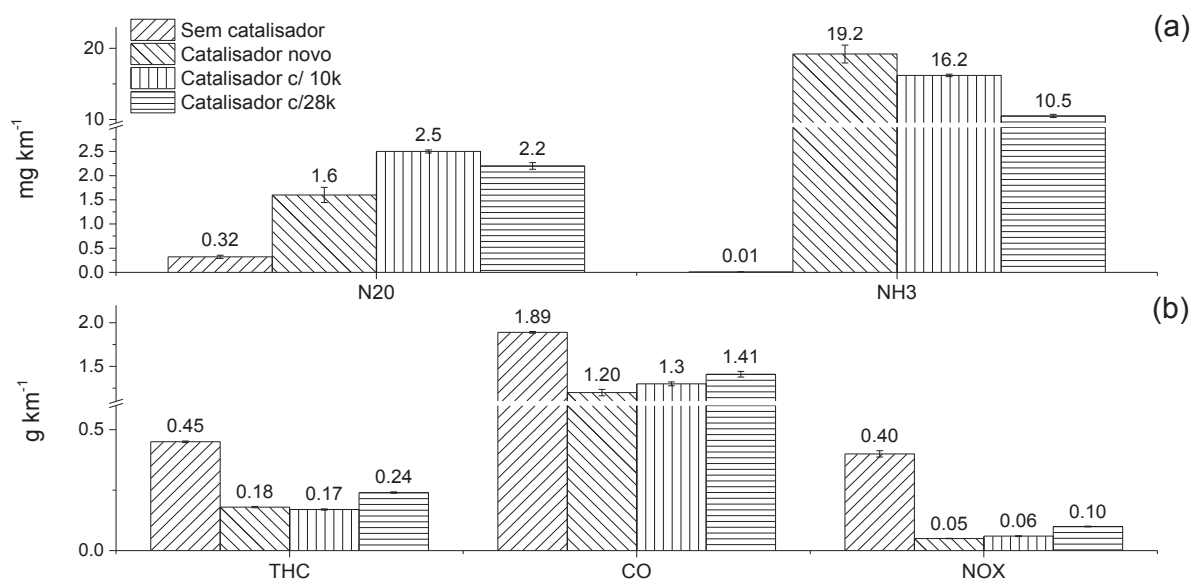 Sem catalisador
Catalisador novo
Catalisador c/ 10k
Catalisador c/28k
(a)
mg km-1
20
10
2.5
2.0
1.5
1.0
0.5
0.0
0.32
1.6
2.5
2.2
0.01
19.2
16.2
10.5
N20
NH3
(b)
g km-1
2.0
1.5
0.5
0.0
0.45
0.18
0.17
0.24
1.89
1.20
1.3
1.41
0.40
0.05
0.06
0.10
THC
CO
NOX